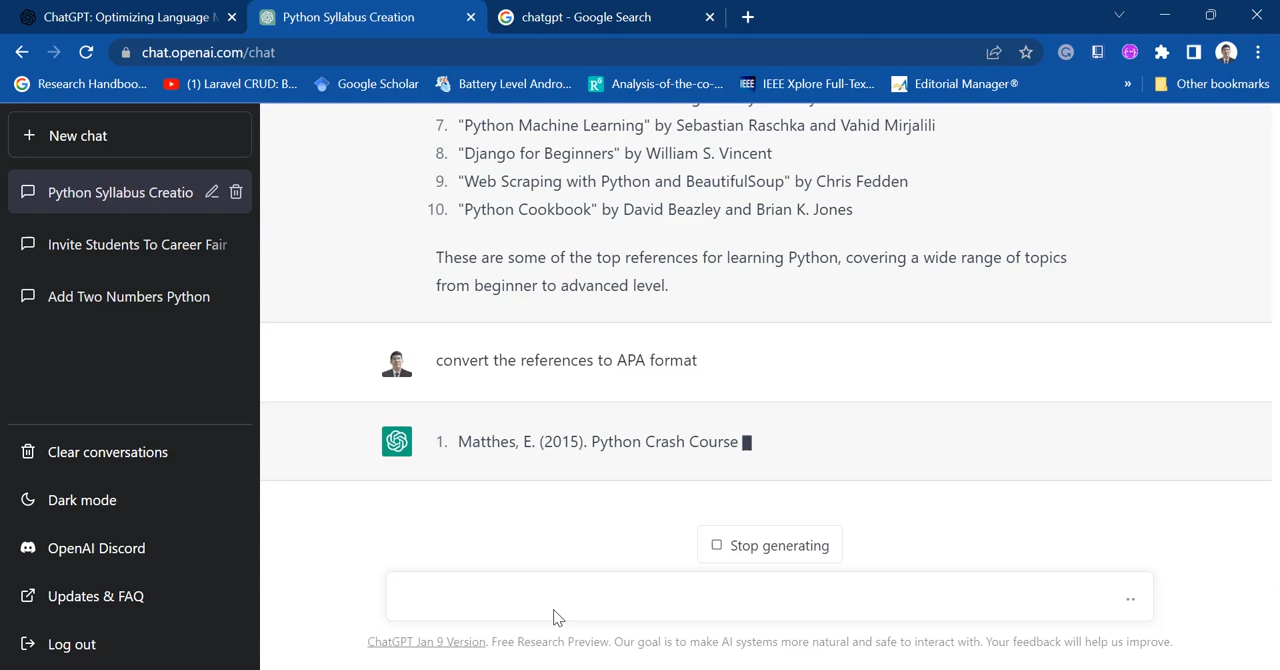 ChatGPT: Optimizing Language M
Python Syllabus Creation
chatgpt - Google Search
chat.openai.com/chat
Research Handboo...
(1) Laravel CRUD: B...
Google Scholar
Battery Level Andro...
Analysis-of-the-co-...
IEEE Xplore Full-Tex...
Editorial Manager®
»
Other bookmarks
+ New chat
Python Syllabus Creatio
Invite Students To Career Fair
Add Two Numbers Python
Clear conversations
Dark mode
OpenAI Discord
Updates & FAQ
Log out
7. "Python Machine Learning" by Sebastian Raschka and Vahid Mirjalili
8. "Django for Beginners" by William S. Vincent
9. "Web Scraping with Python and BeautifulSoup" by Chris Fedden
10. "Python Cookbook" by David Beazley and Brian K. Jones
These are some of the top references for learning Python, covering a wide range of topics
from beginner to advanced level.
convert the references to APA format
1. Matthes, E. (2015). Python Crash Course
Stop generating
ChatGPT Jan 9 Version. Free Research Preview. Our goal is to make AI systems more natural and safe to interact with. Your feedback will help us improve.